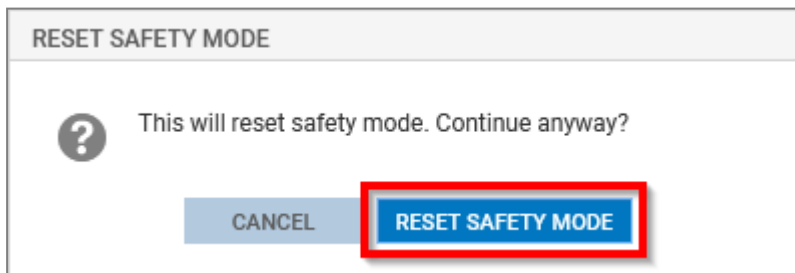 RESET SAFETY MODE
This will reset safety mode. Continue anyway?
CANCEL
RESET SAFETY MODE